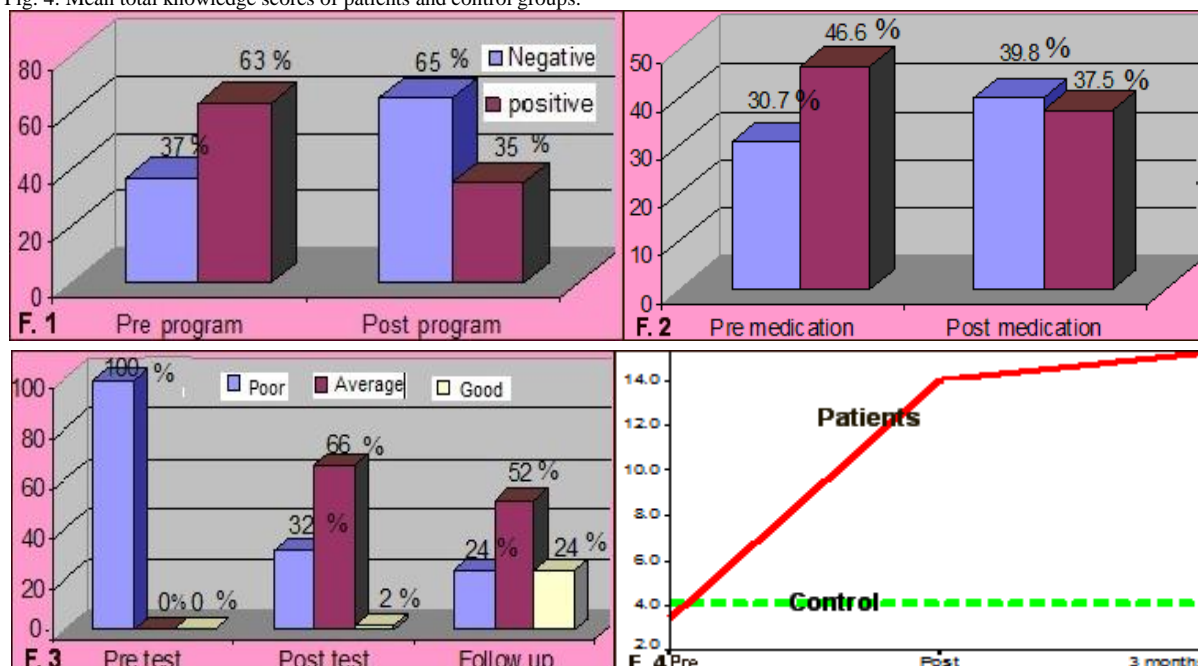 Fig. 4. Mean total knowledge scores of patients and control groups.
80
60
40
20
0
37 %
63 %
65 %
35 %
Negative
positive
F. 1
Pre program
Post program
50
40
30
20
10
0
30.7 %
46.6 %
39.8 %
37.5 %
F. 2
Pre medication
Post medication
100
80
60
40
20
0
100 %
0% 0 %
32 %
66 %
2 %
24 %
52 %
24 %
Poor
Average
Good
F. 3
Pre test
Post test
Follow up
14.0
12.0
10.0
8.0
6.0
4.0
2.0
Patients
Control
F. 4
Pre
Post
3 month